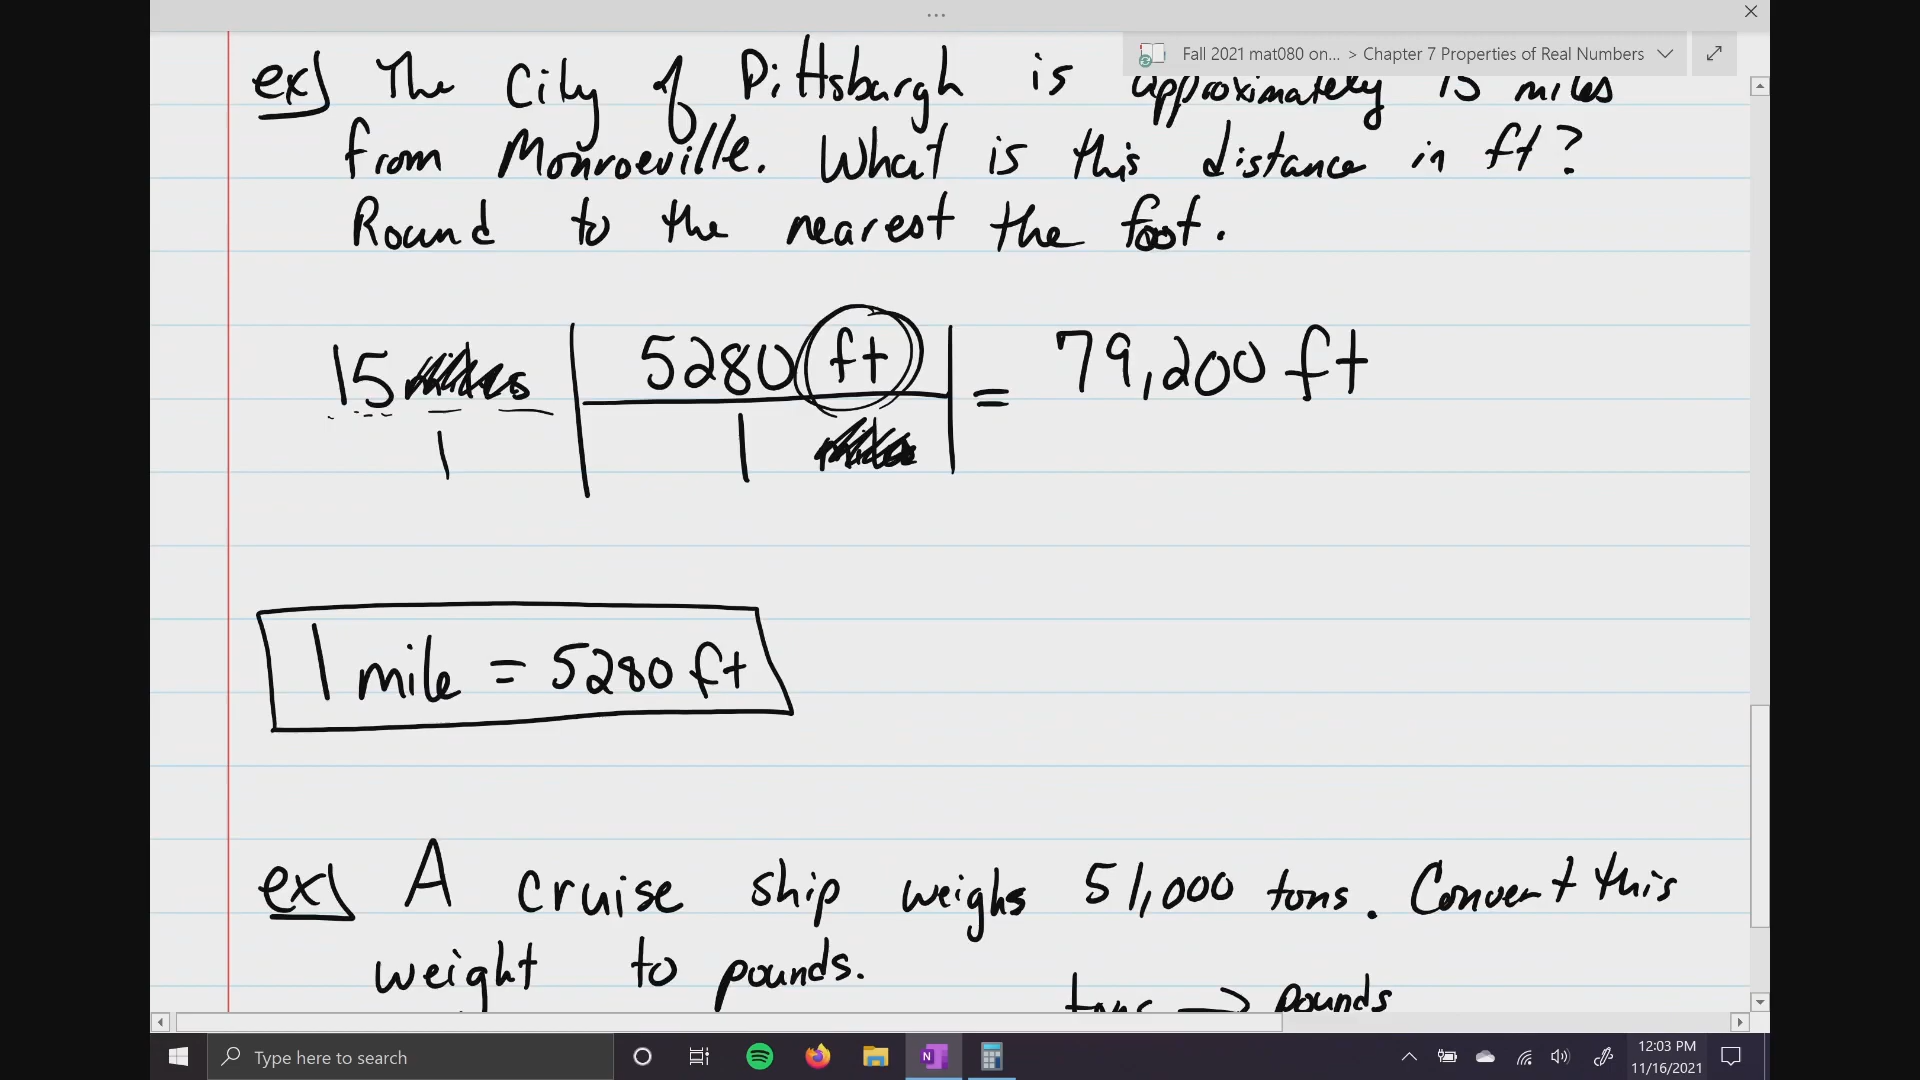 Fall 2021 mat080 on... > Chapter 7 Properties of Real Numbers
ex) The City of Pittsburgh is approximately 15 miles
from Monroeville. What is this distance in ft?
Round to the nearest the foot.
15 miles | 5280 ft | = 79,200 ft
1 | 1 mile |
1 mile = 5280 ft
ex) A cruise ship weighs 51,000 tons. Convert this
weight to pounds.
tons → pounds
Type here to search
12:03 PM
11/16/2021